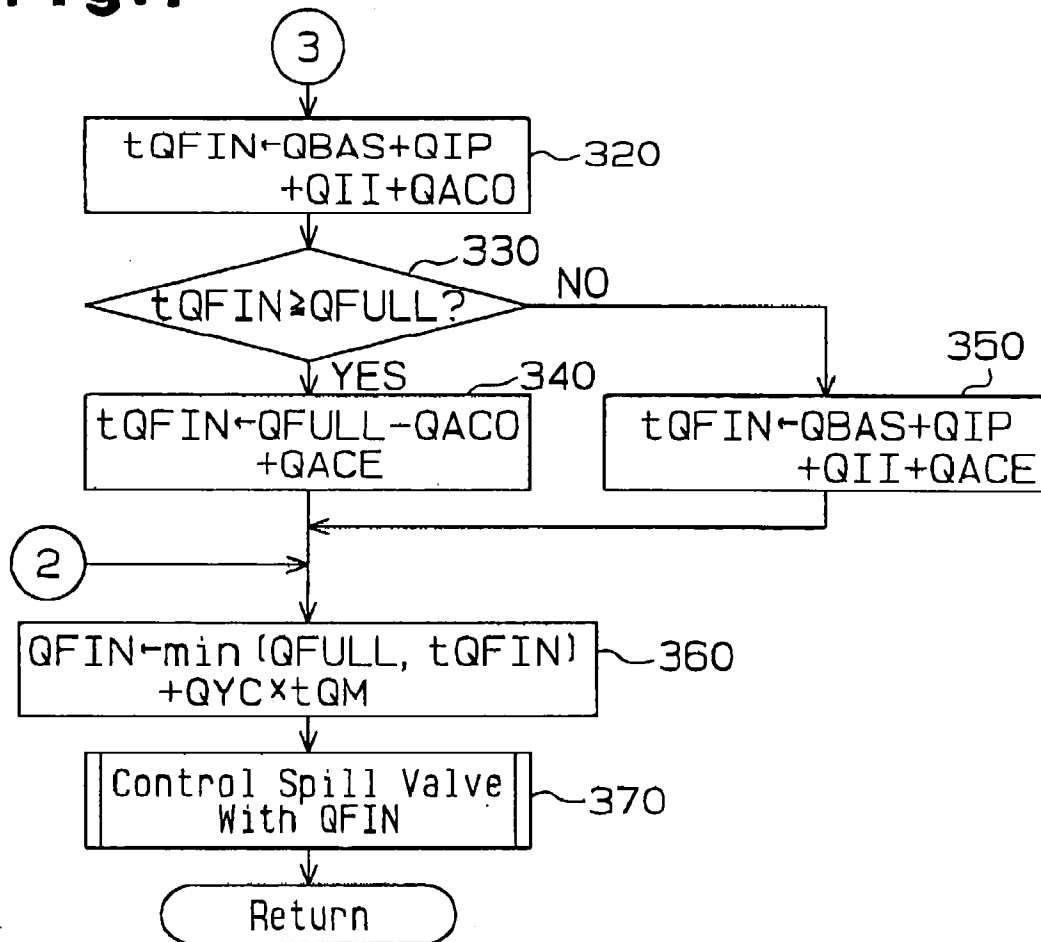 3
tQFIN←QBAS+QIP
+QII+QACO
320
330
tQFIN≧QFULL?
NO
YES
340
350
tQFIN←QFULL-QACO
+QACE
tQFIN←QBAS+QIP
+QII+QACE
2
QFIN←min(QFULL, tQFIN)
+QYC×tQM
360
Control Spill Valve
With QFIN
370
Return